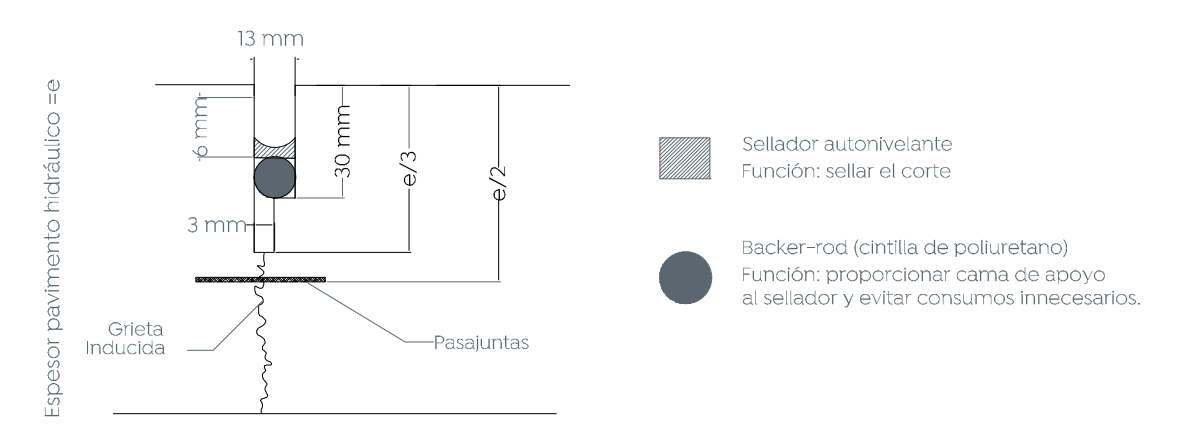 13 mm
Espesor pavimento hidráulico =e
6 mm
30 mm
e/3
e/2
3 mm
Grieta
Inducida
Pasajuntas
Sellador autonivelante
Función: sellar el corte
Backer-rod (cintilla de poliuretano)
Función: proporcionar cama de apoyo
al sellador y evitar consumos innecesarios.